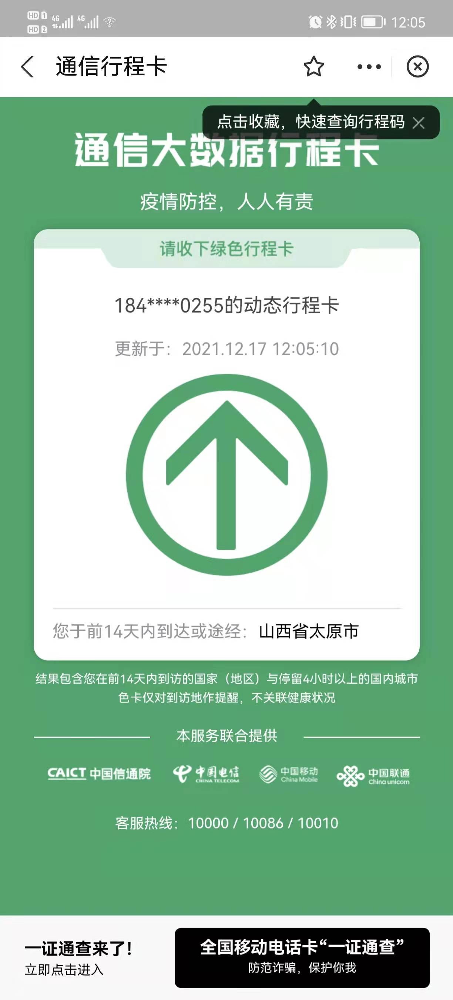 HD 1 4G 4G 12:05
HD 2
通信行程卡
点击收藏，快速查询行程码
通信大数据行程卡
疫情防控，人人有责
请收下绿色行程卡
184****0255的动态行程卡
更新于：2021.12.17 12:05:10
您于前14天内到达或途经：山西省太原市
结果包含您在前14天内到访的国家（地区）与停留4小时以上的国内城市
色卡仅对到访地作提醒，不关联健康状况
本服务联合提供
CAICT 中国信通院 中国电信 CHINA TELECOM 中国移动 China Mobile 中国联通 China unicom
客服热线：10000 / 10086 / 10010
一证通查来了！
立即点击进入
全国移动电话卡“一证通查”
防范诈骗，保护你我